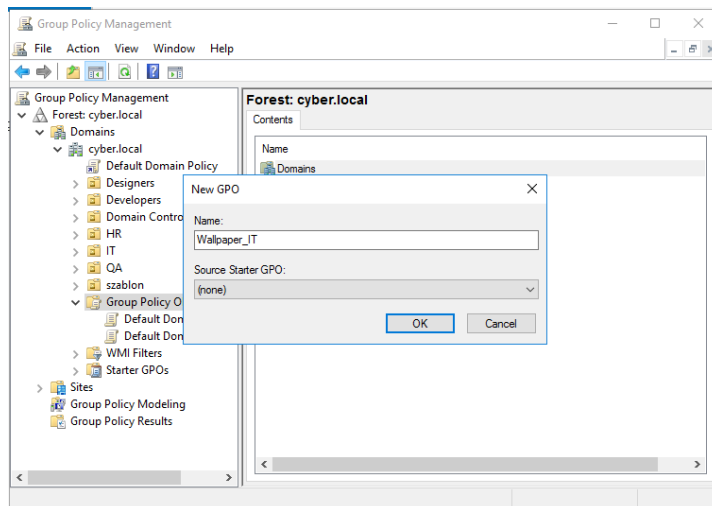 Group Policy Management
File Action View Window Help
Group Policy Management
Forest: cyber.local
Domains
cyber.local
Default Domain Policy
Designers
Developers
Domain Contro
HR
IT
QA
szablon
Group Policy O
Default Don
Default Don
WMI Filters
Starter GPOs
Sites
Group Policy Modeling
Group Policy Results
Forest: cyber.local
Contents
Name
Domains
New GPO
Name:
Wallpaper_IT
Source Starter GPO:
(none)
OK Cancel